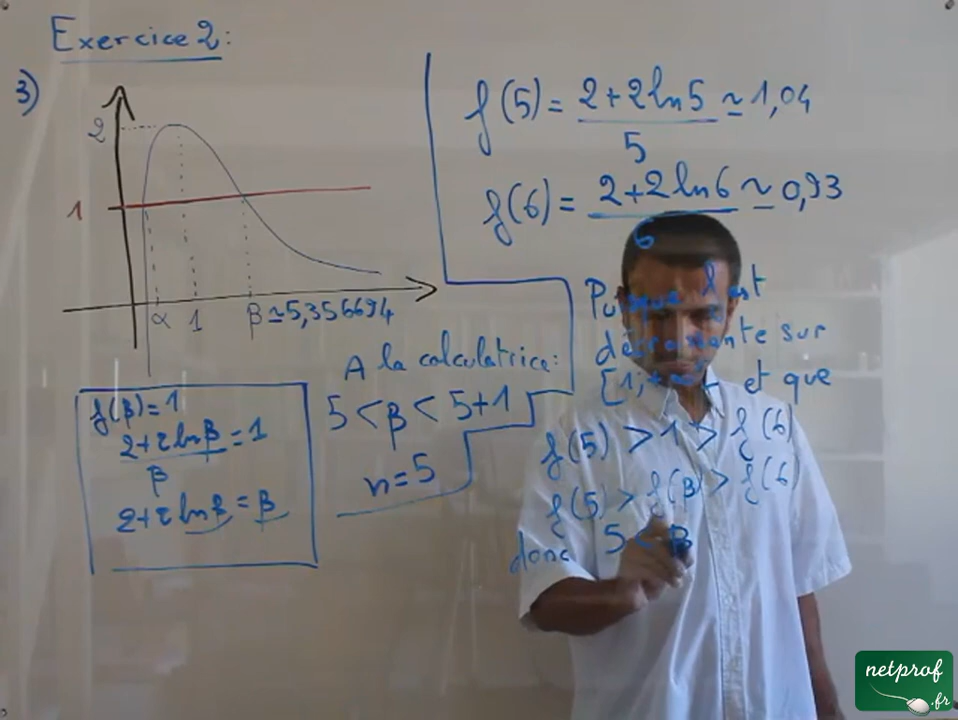 Exercice 2:
3)
2
1
α 1 β ≃ 5,356694
f(β)=1
2+2lnβ/β = 1
2+2lnβ = β
A la calculatrice:
5 < β < 5+1
n=5
f(5) = 2+2ln5/5 ≃ 1,04
f(6) = 2+2ln6/6 ≃ 0,93
Puisque f est
décroissante sur
[1;+∞[ et que
f(5) > 1 > f(6)
f(5) > f(β) > f(6)
donc 5 < β
netprof
.fr